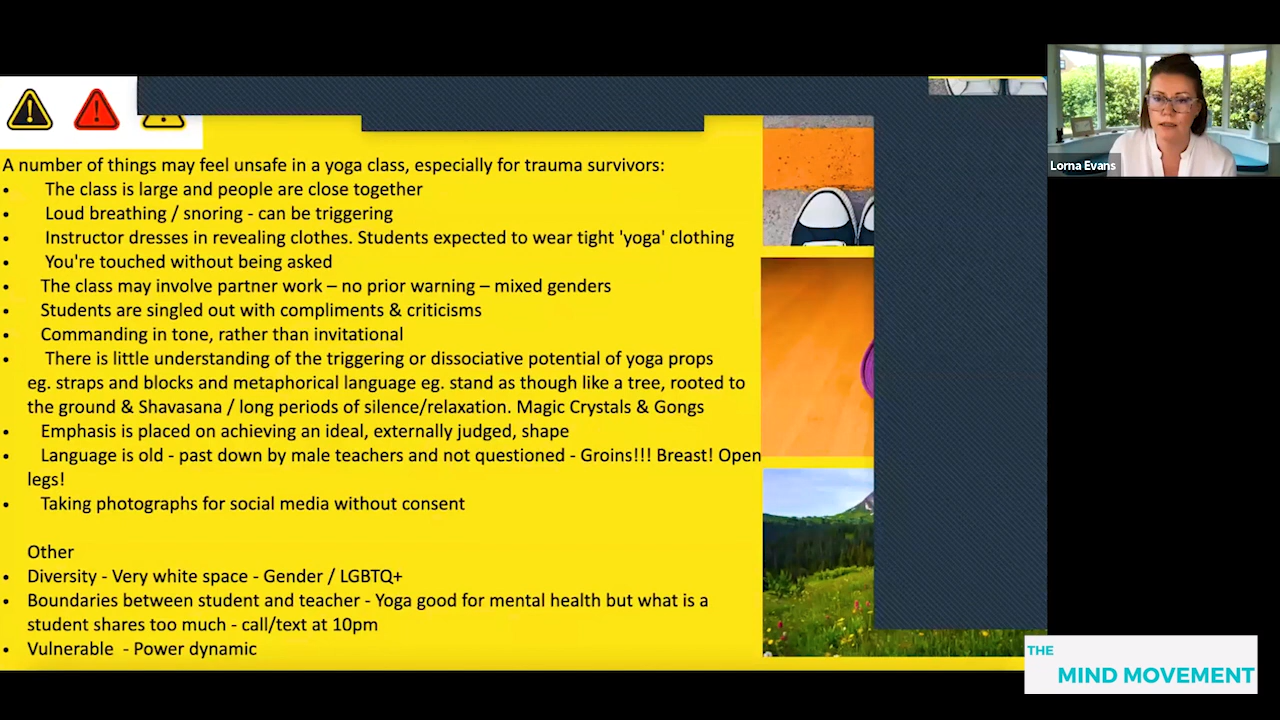 A number of things may feel unsafe in a yoga class, especially for trauma survivors:
• The class is large and people are close together
• Loud breathing / snoring - can be triggering
• Instructor dresses in revealing clothes. Students expected to wear tight 'yoga' clothing
• You're touched without being asked
• The class may involve partner work – no prior warning – mixed genders
• Students are singled out with compliments & criticisms
• Commanding in tone, rather than invitational
• There is little understanding of the triggering or dissociative potential of yoga props
eg. straps and blocks and metaphorical language eg. stand as though like a tree, rooted to
the ground & Shavasana / long periods of silence/relaxation. Magic Crystals & Gongs
• Emphasis is placed on achieving an ideal, externally judged, shape
• Language is old - past down by male teachers and not questioned - Groins!!! Breast! Open
legs!
• Taking photographs for social media without consent
Other
• Diversity - Very white space - Gender / LGBTQ+
• Boundaries between student and teacher - Yoga good for mental health but what is a
student shares too much - call/text at 10pm
• Vulnerable - Power dynamic
Lorna Evans
THE
MIND MOVEMENT